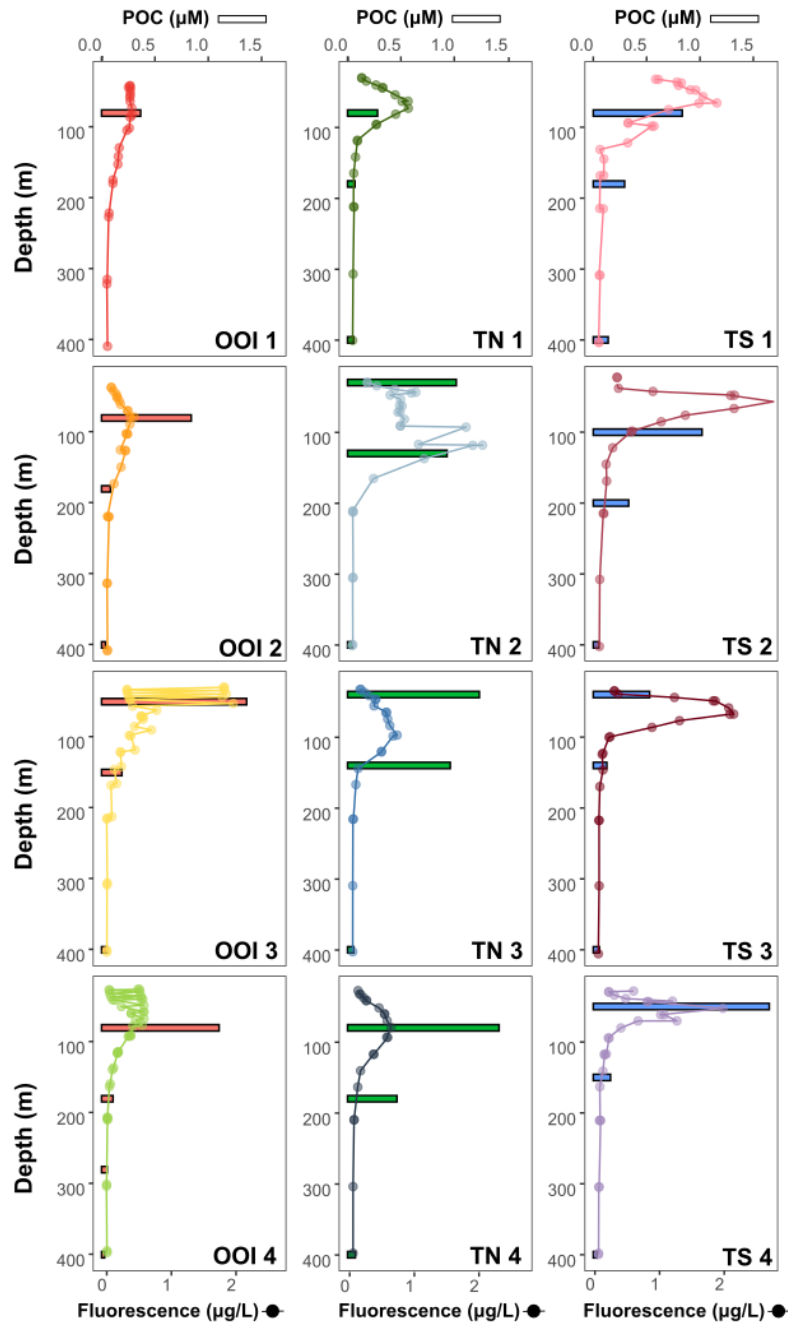 POC (µM) POC (µM) POC (µM)
0.0 0.5 1.0 1.5 0.0 0.5 1.0 1.5 0.0 0.5 1.0 1.5
Depth (m)
100
200
300
400
OOI 1 TN 1 TS 1
Depth (m)
100
200
300
400
OOI 2 TN 2 TS 2
Depth (m)
100
200
300
400
OOI 3 TN 3 TS 3
Depth (m)
100
200
300
400
OOI 4 TN 4 TS 4
0 1 2 0 1 2 0 1 2
Fluorescence (µg/L) Fluorescence (µg/L) Fluorescence (µg/L)